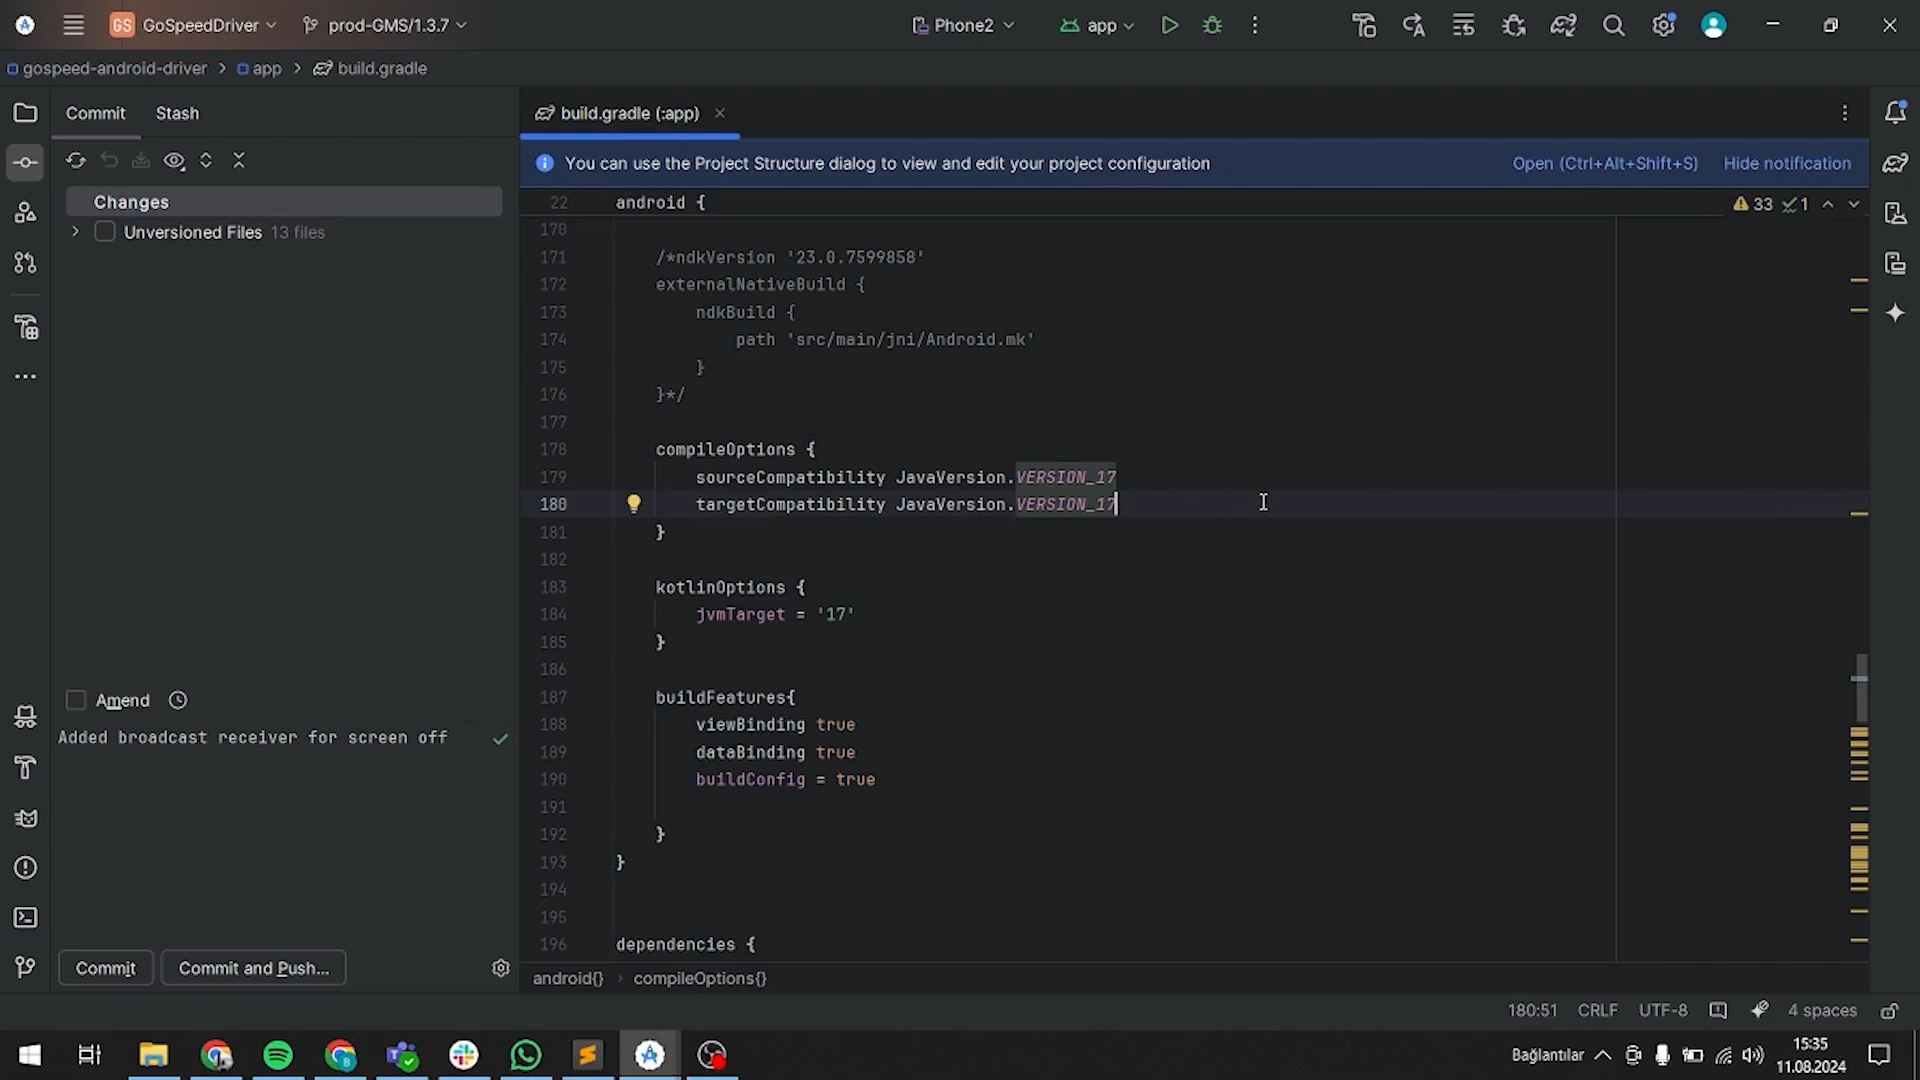 GS GoSpeedDriver prod-GMS/1.3.7 Phone2 app
gospeed-android-driver app build.gradle
Commit Stash
build.gradle (:app)
You can use the Project Structure dialog to view and edit your project configuration Open (Ctrl+Alt+Shift+S) Hide notification
Changes
Unversioned Files 13 files
22 android { 33 1
170
171 /*ndkVersion '23.0.7599858'
172 externalNativeBuild {
173 ndkBuild {
174 path 'src/main/jni/Android.mk'
175 }
176 }*/
177
178 compileOptions {
179 sourceCompatibility JavaVersion.VERSION_17
180 targetCompatibility JavaVersion.VERSION_17
181 }
182
183 kotlinOptions {
184 jvmTarget = '17'
185 }
186
187 buildFeatures{
188 viewBinding true
189 dataBinding true
190 buildConfig = true
191
192 }
193 }
194
195
196 dependencies {
Amend
Added broadcast receiver for screen off
Commit Commit and Push...
android{} compileOptions{}
180:51 CRLF UTF-8 4 spaces
Bağlantılar 15:35
11.08.2024